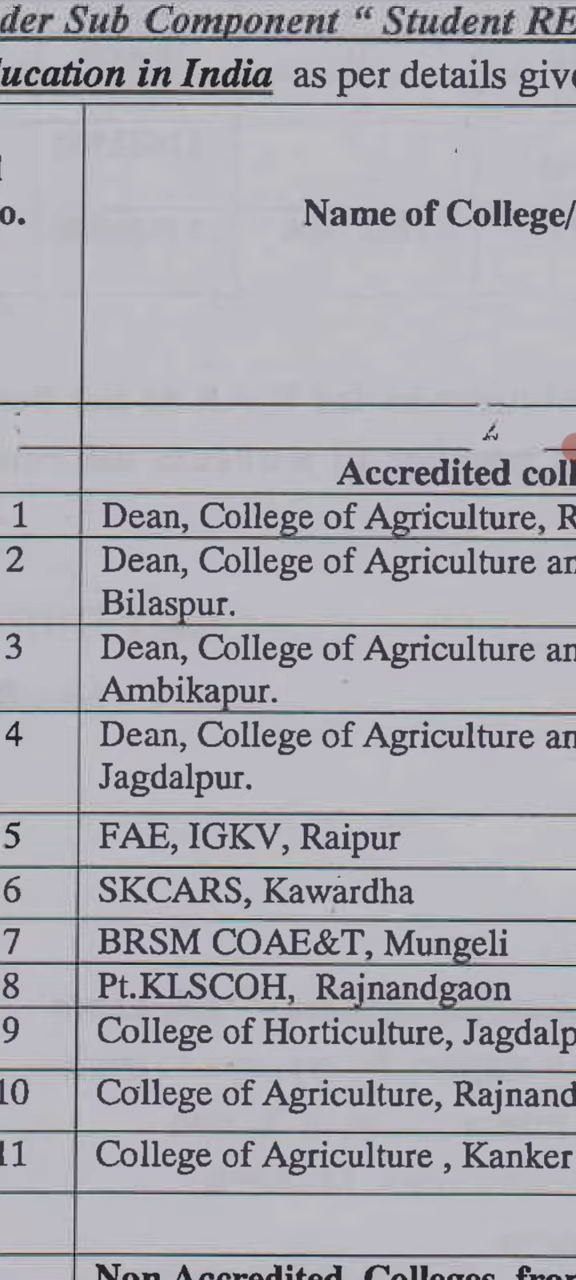 der Sub Component “ Student RE
ucation in India as per details give
o.
Name of College/
Accredited coll
1 Dean, College of Agriculture, R
2 Dean, College of Agriculture an
Bilaspur.
3 Dean, College of Agriculture an
Ambikapur.
4 Dean, College of Agriculture an
Jagdalpur.
5 FAE, IGKV, Raipur
6 SKCARS, Kawardha
7 BRSM COAE&T, Mungeli
8 Pt.KLSCOH, Rajnandgaon
9 College of Horticulture, Jagdalp
10 College of Agriculture, Rajnand
11 College of Agriculture , Kanker
Non Accredited Colleges from